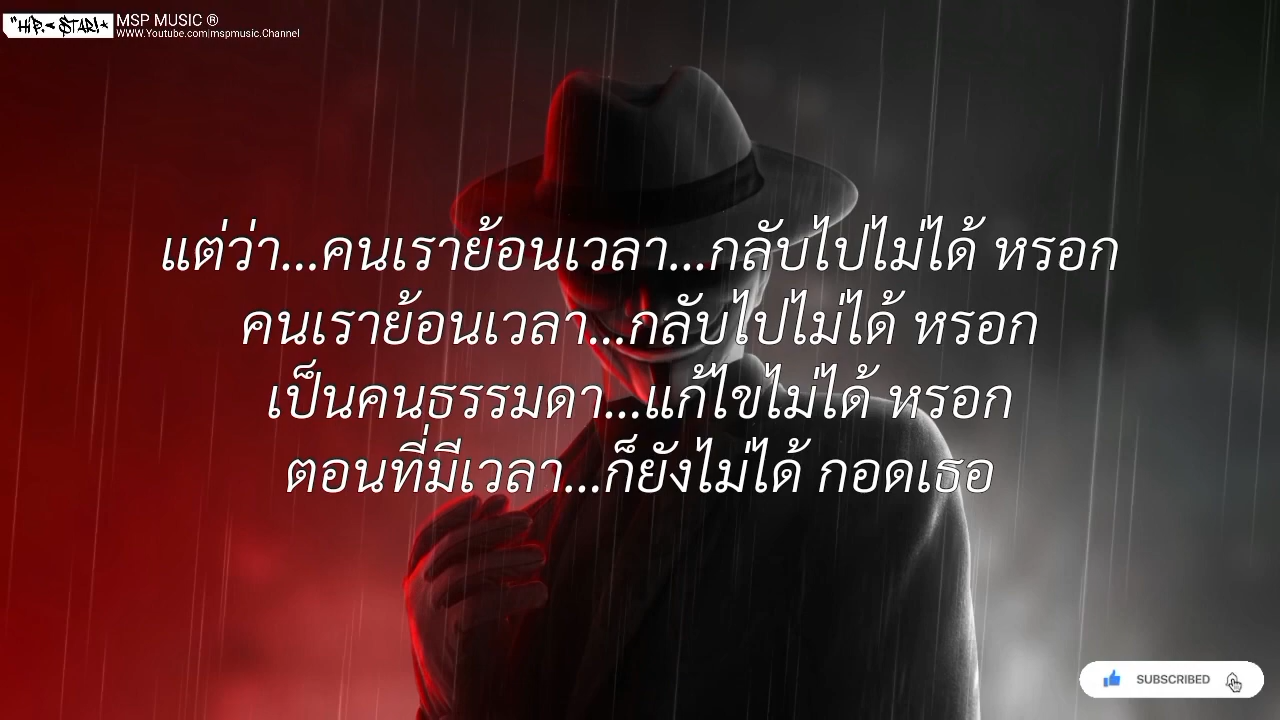 "HIP. - STAR!
MSP MUSIC ®
WWW.Youtube.com|mspmusic.Channel
แต่ว่า...คนเราย้อนเวลา...กลับไปไม่ได้ หรอก
คนเราย้อนเวลา...กลับไปไม่ได้ หรอก
เป็นคนธรรมดา...แก้ไขไม่ได้ หรอก
ตอนที่มีเวลา...ก็ยังไม่ได้ กอดเธอ
SUBSCRIBED